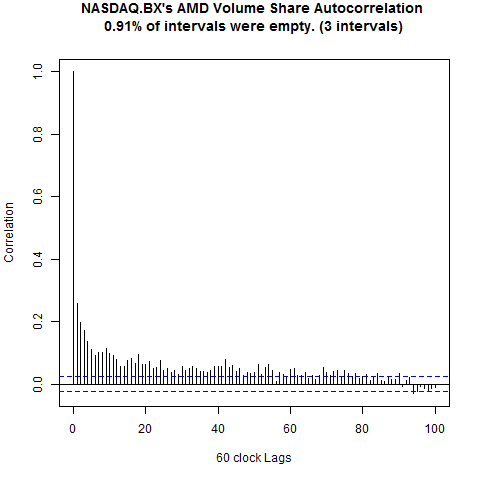 NASDAQ.BX's AMD Volume Share Autocorrelation
0.91% of intervals were empty. (3 intervals)
Correlation
1.0
0.8
0.6
0.4
0.2
0.0
0 20 40 60 80 100
60 clock Lags